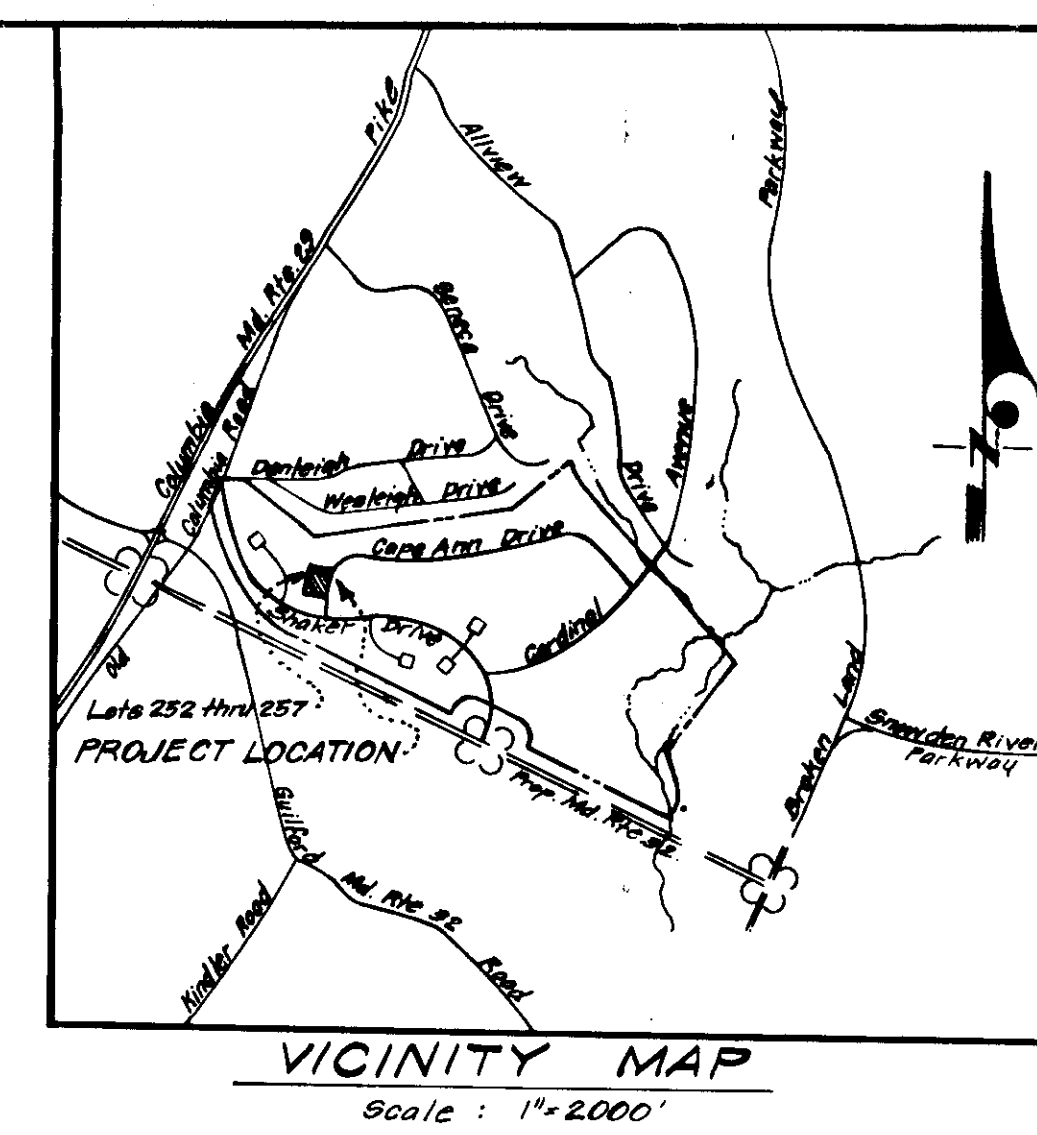 Pike
Allview
Parkway
Md. Rte. 29
Seneca
Columbia
Road
Drive
Avenue
Danleigh Drive
Wealeigh Drive
Drive
Columbia
Cape Ann Drive
N
Shaker Drive
Cardinal
Old
Lots 252 thru 257
PROJECT LOCATION
Land
Snowden River
Parkway
Broken
Prop. Md. Rte 32
Guilford
Md. Rte 32
Kindler Road
Road
VICINITY MAP
Scale : 1"=2000'